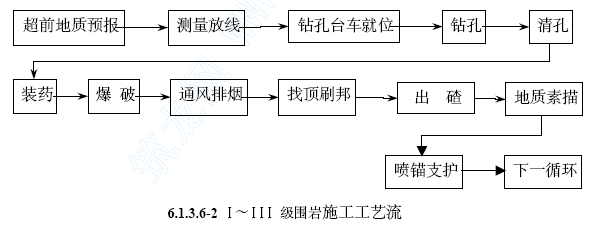 超前地质预报 测量放线 钻孔台车就位 钻孔 清孔
装药 爆 破 通风排烟 找顶刷邦 出 碴 地质素描
喷锚支护 下一循环
6.1.3.6-2 I～III 级围岩施工工艺流